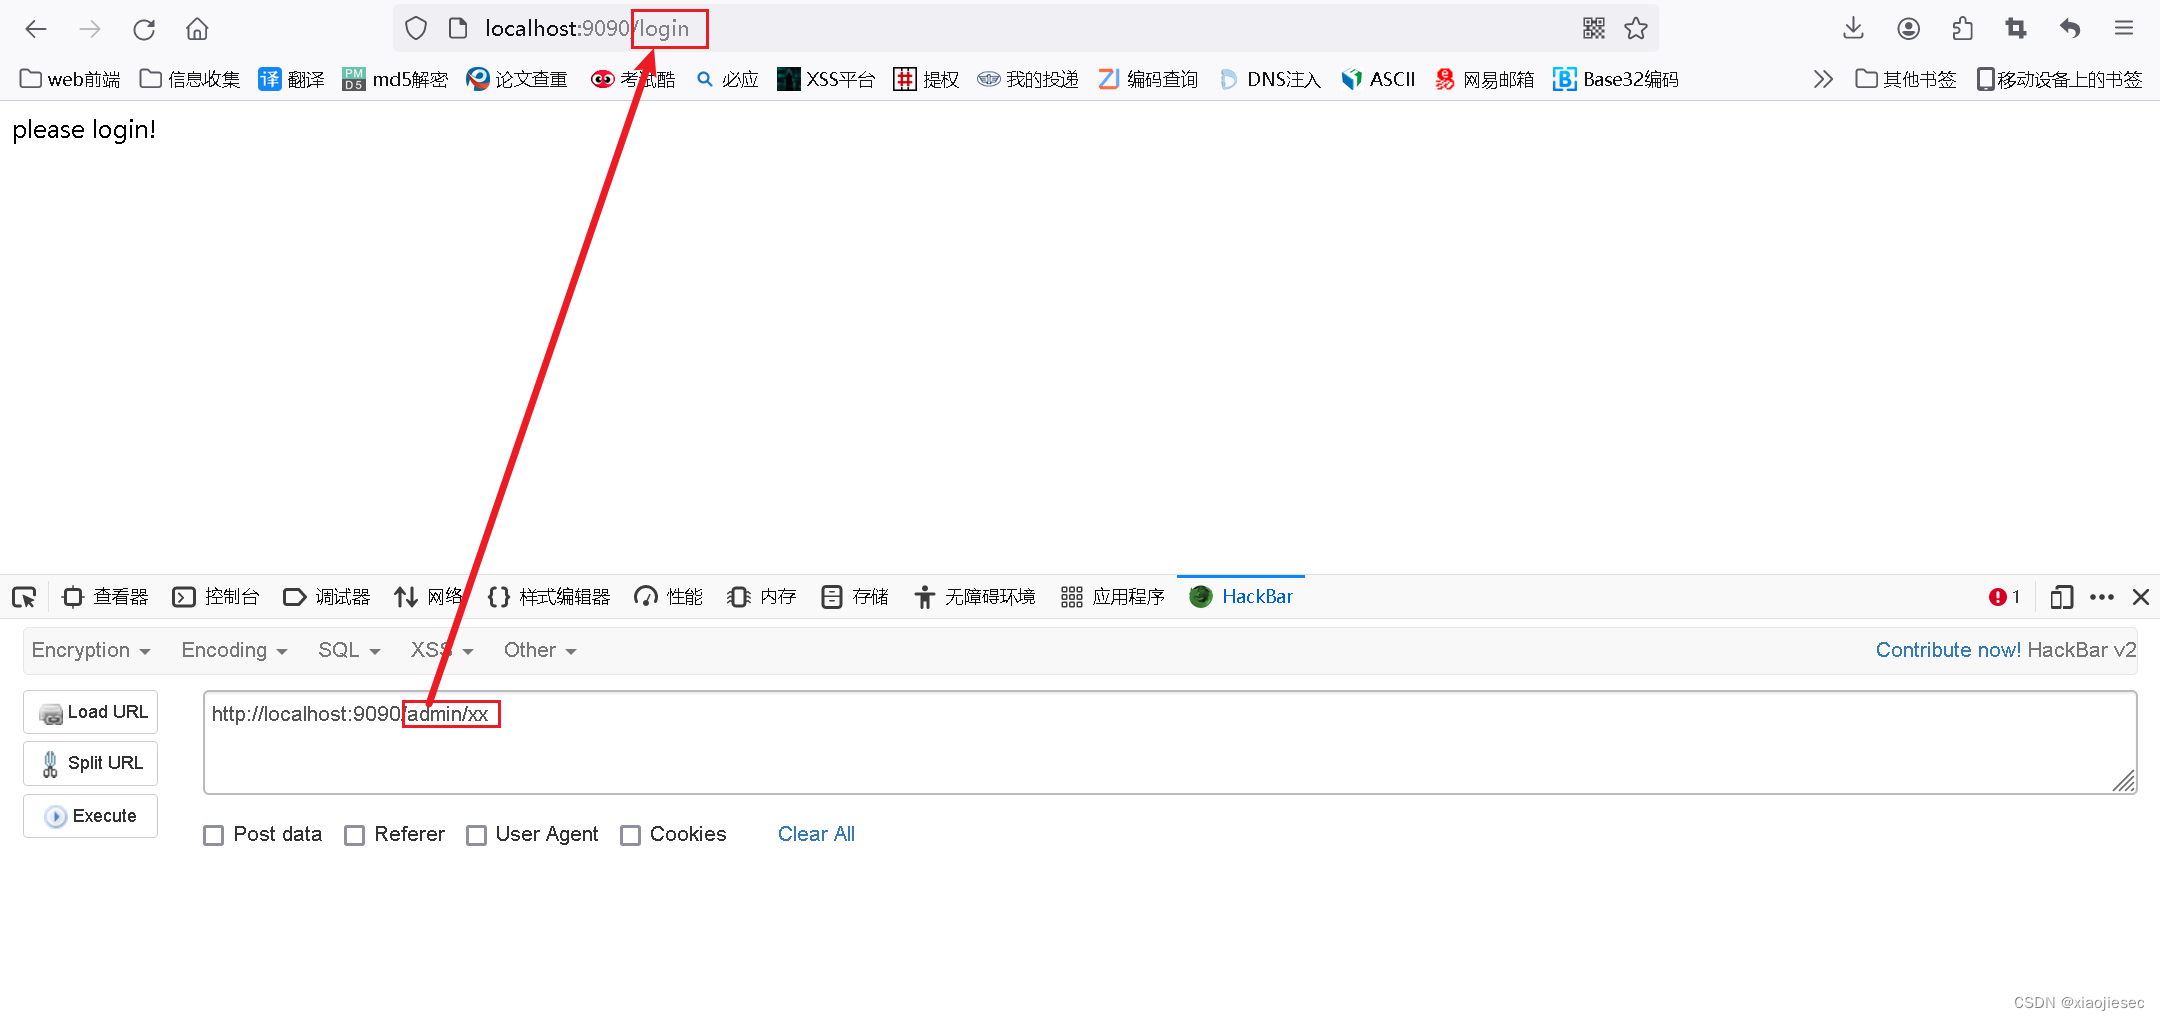 localhost:9090/login
web前端 信息收集 译 翻译 PM D5 md5解密 论文查重 考试酷 必应 XSS平台 提权 我的投递 编码查询 DNS注入 ASCII 网易邮箱 Base32编码 其他书签 移动设备上的书签
please login!
查看器 控制台 调试器 网络 样式编辑器 性能 内存 存储 无障碍环境 应用程序 HackBar 1
Encryption Encoding SQL XSS Other Contribute now! HackBar v2
Load URL
http://localhost:9090/admin/xx
Split URL
Execute
Post data Referer User Agent Cookies Clear All
CSDN @xiaojiesec